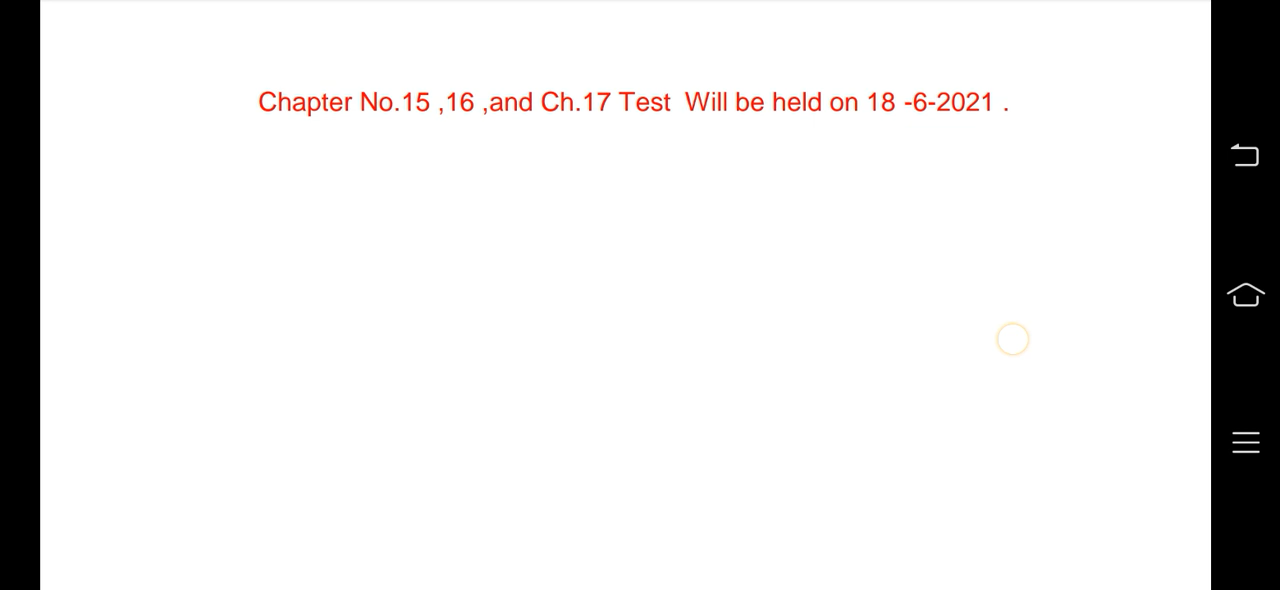 Chapter No.15 ,16 ,and Ch.17 Test  Will be held on 18 -6-2021 .